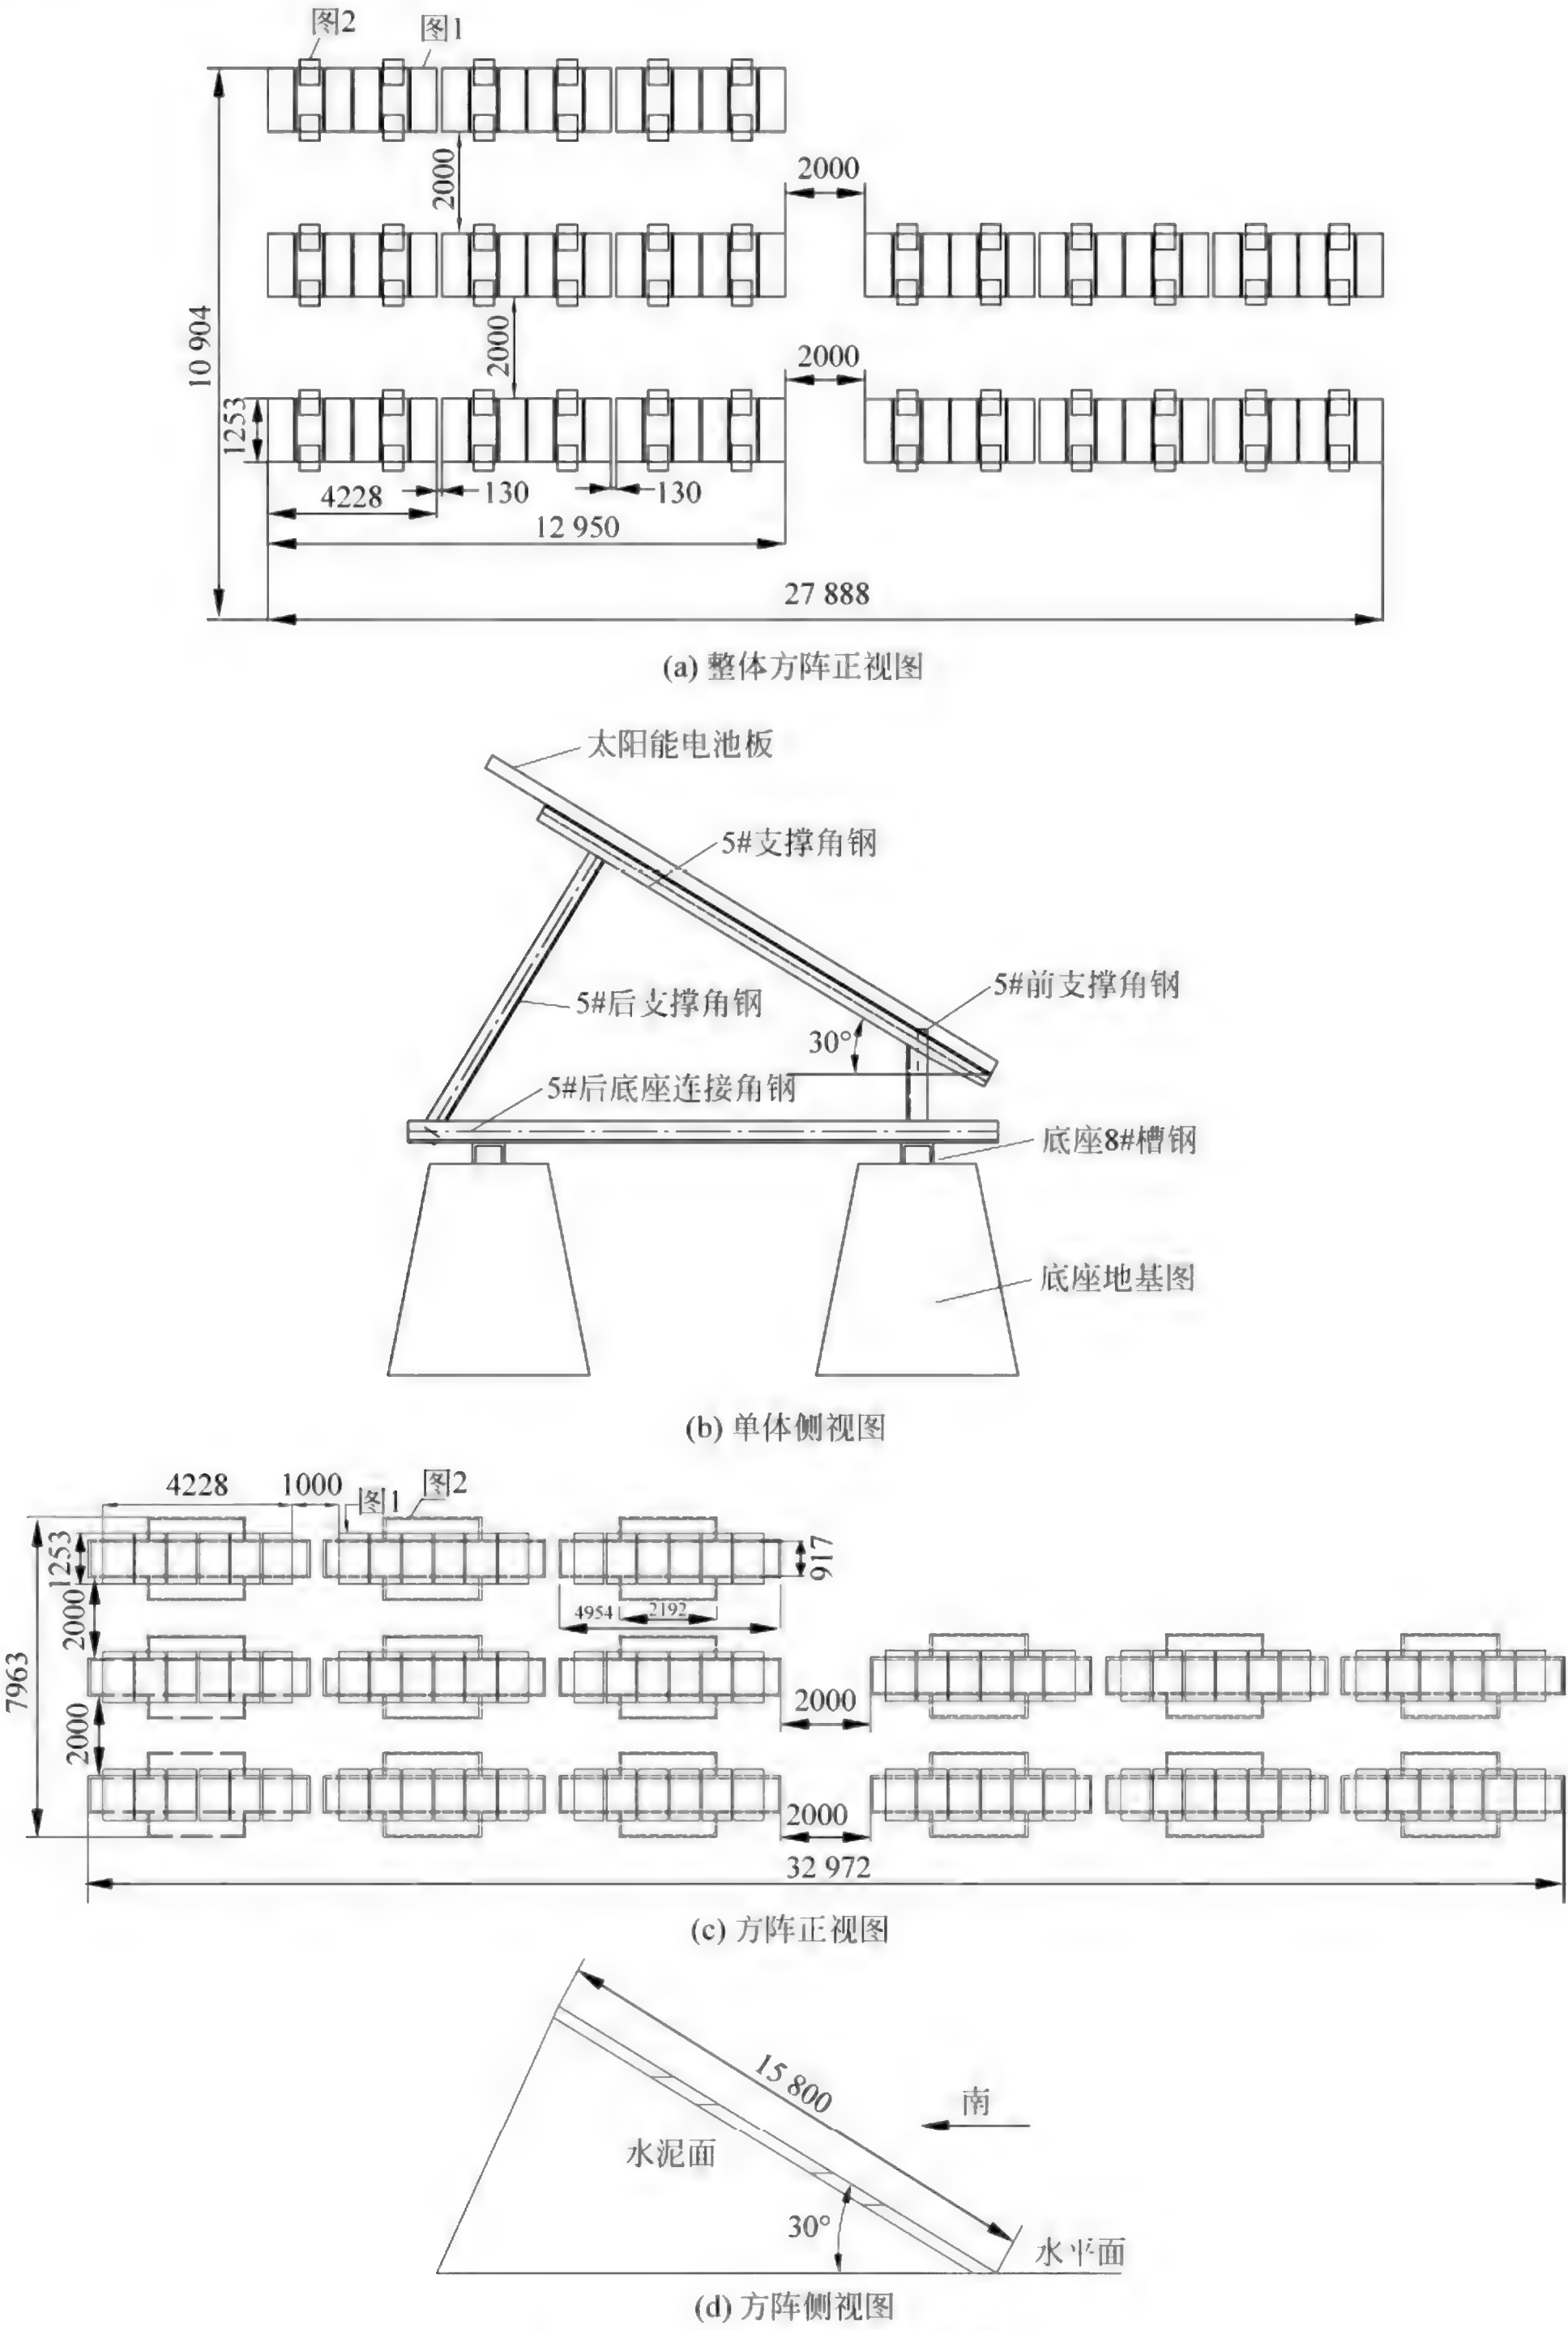 图2
图1
2000
2000
10 904
2000
2000
1253
4228
130
130
12 950
27 888
(a) 整体方阵正视图
太阳能电池板
5#支撑角钢
5#前支撑角钢
5#后支撑角钢
30°
5#后底座连接角钢
底座8#槽钢
底座地基图
(b) 单体侧视图
4228
1000
图1
图2
1253
917
2000
4954
2192
7963
2000
2000
2000
32 972
(c) 方阵正视图
15 800
南
水泥面
30°
水平面
(d) 方阵侧视图